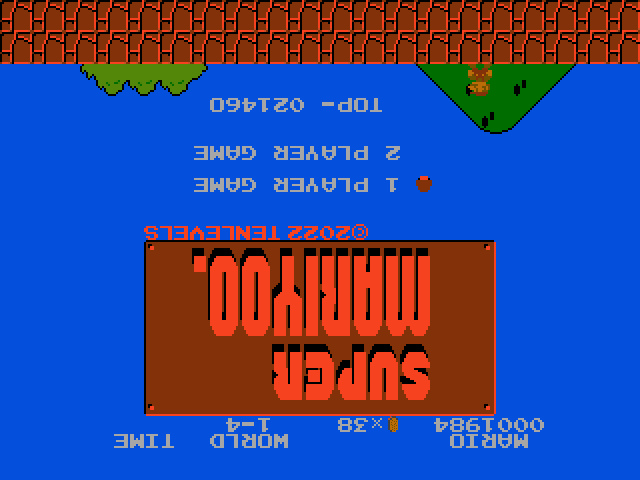 MARIO WORLD TIME
0001984 ×38 1-4
SUPER
MARIYOO.
©2022 TENLEVELS
1 PLAYER GAME
2 PLAYER GAME
TOP- 021460